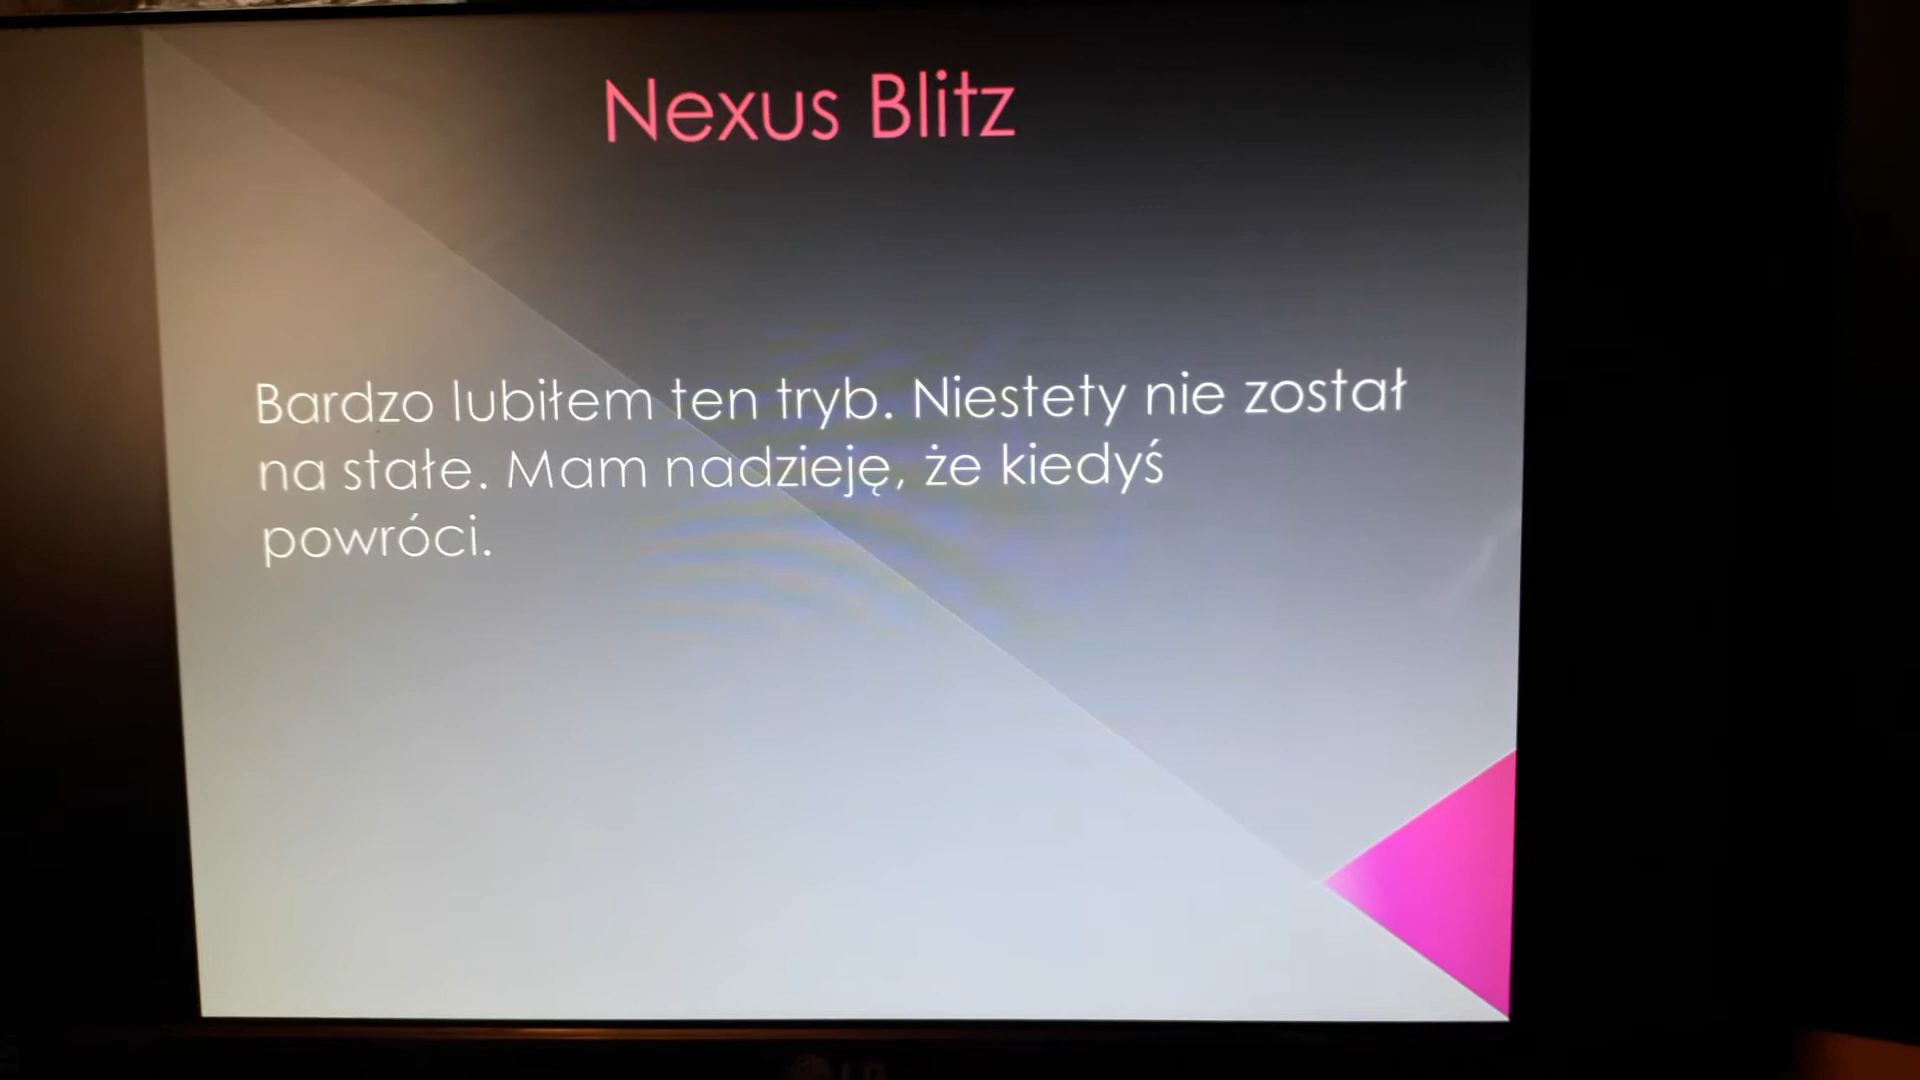 Nexus Blitz
Bardzo lubiłem ten tryb. Niestety nie został
na stałe. Mam nadzieję, że kiedyś
powróci.